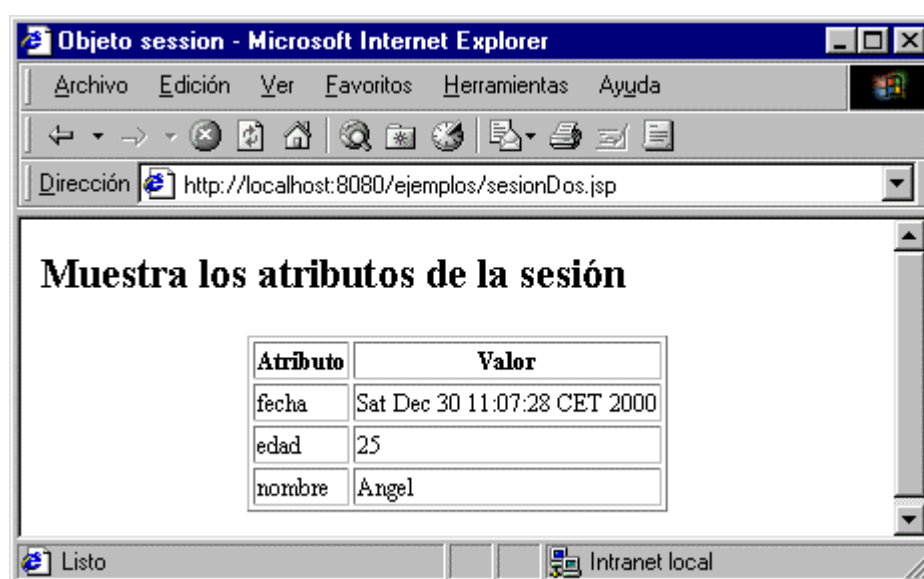 Objeto session - Microsoft Internet Explorer
Archivo Edición Ver Favoritos Herramientas Ayuda
Dirección http://localhost:8080/ejemplos/sesionDos.jsp
Muestra los atributos de la sesión
Atributo Valor
fecha Sat Dec 30 11:07:28 CET 2000
edad 25
nombre Angel
Listo Intranet local